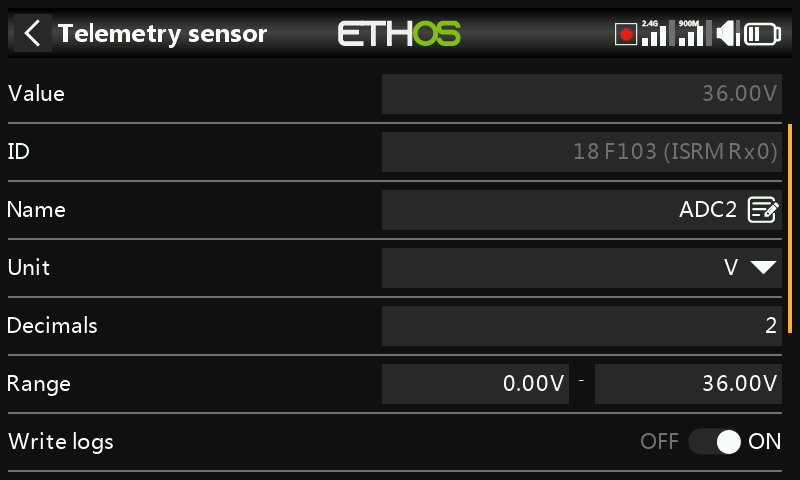 Telemetry sensor ETHOS 2.4G 900M
Value 36.00V
ID 18 F103 (ISRM Rx0)
Name ADC2
Unit V
Decimals 2
Range 0.00V - 36.00V
Write logs OFF ON